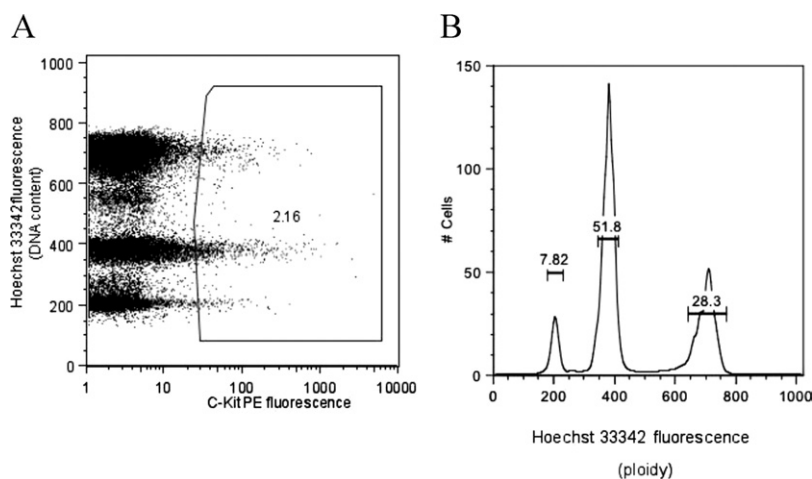 A
Hoechst 33342fluorescence
(DNA content)
1000
800
600
400
200
0
2.16
1 10 100 1000 10000
C-KitPE fluorescence
B
# Cells
150
100
50
0
7.82
51.8
28.3
0 200 400 600 800 1000
Hoechst 33342 fluorescence
(ploidy)